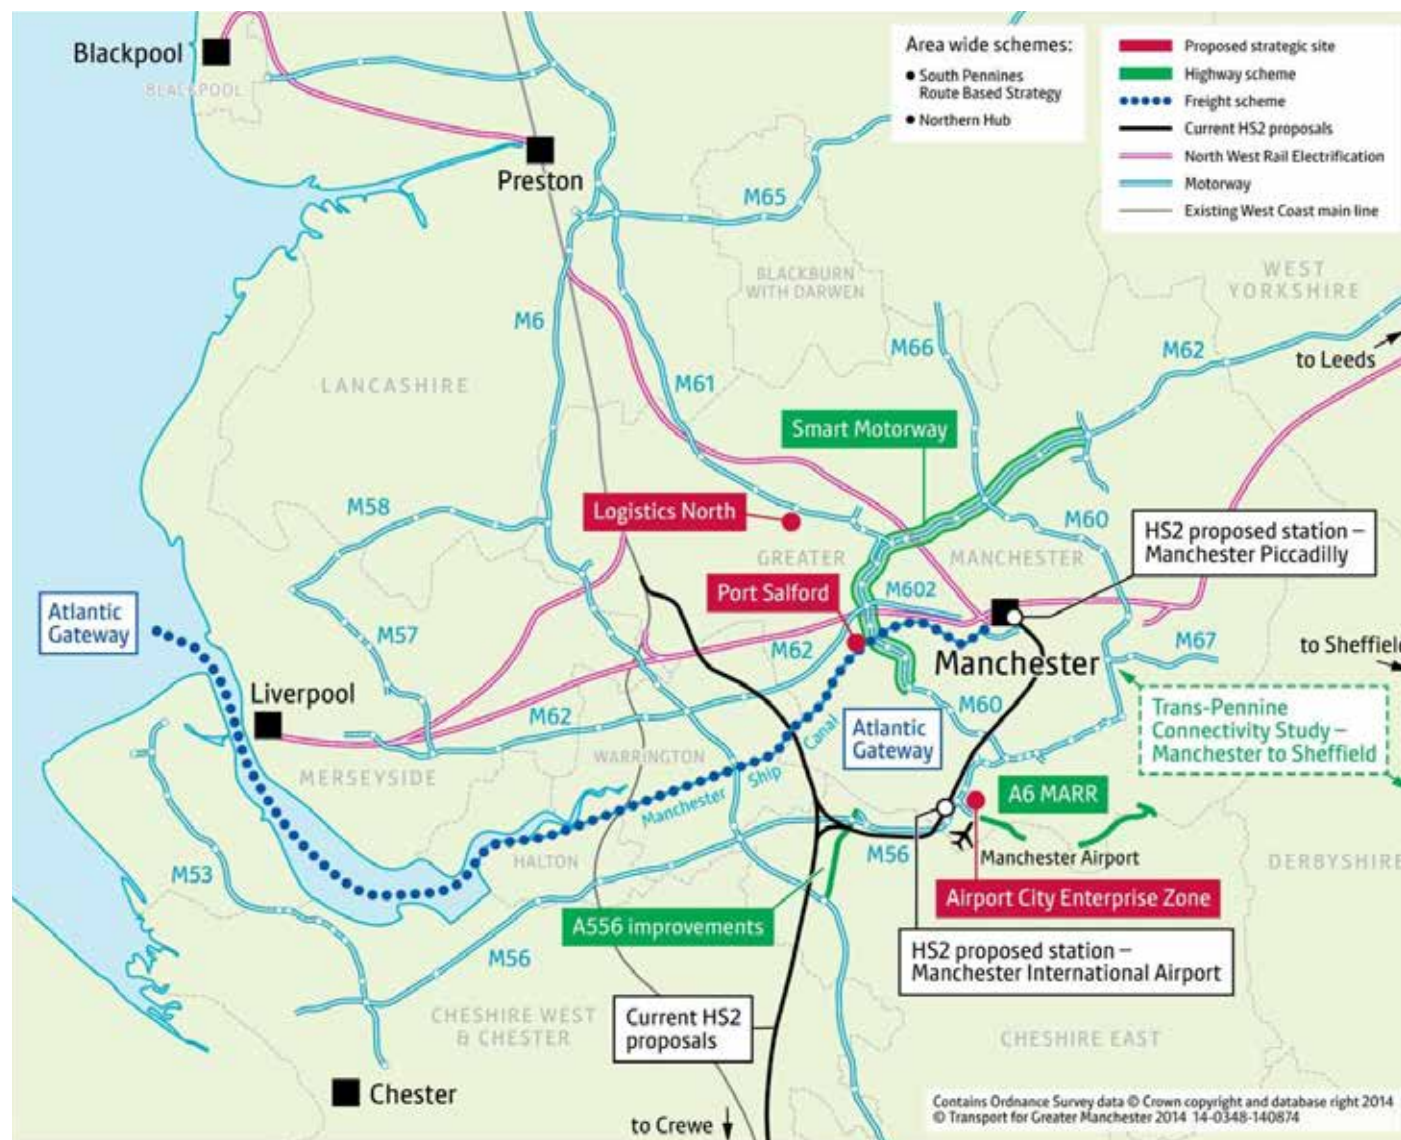 Blackpool
BLACKPOOL
Preston
Area wide schemes:
• South Pennines
Route Based Strategy
• Northern Hub
Proposed strategic site
Highway scheme
Freight scheme
Current HS2 proposals
North West Rail Electrification
Motorway
Existing West Coast main line
M65
BLACKBURN
WITH DARWEN
WEST
YORKSHIRE
M6
M66
M62
to Leeds
LANCASHIRE
M61
Smart Motorway
M58
Logistics North
M60
HS2 proposed station –
Manchester Piccadilly
GREATER
MANCHESTER
Port Salford
M602
Atlantic
Gateway
M57
M62
Manchester
M67
to Sheffield
Liverpool
M62
M60
Atlantic
Gateway
Trans-Pennine
Connectivity Study –
Manchester to Sheffield
MERSEYSIDE
WARRINGTON
Manchester Ship Canal
A6 MARR
HALTON
M56
Manchester Airport
DERBYSHIRE
M53
Airport City Enterprise Zone
A556 improvements
M56
HS2 proposed station –
Manchester International Airport
CHESHIRE WEST
& CHESTER
Current HS2
proposals
CHESHIRE EAST
Chester
to Crewe
Contains Ordnance Survey data © Crown copyright and database right 2014
© Transport for Greater Manchester 2014 14-0348-140874